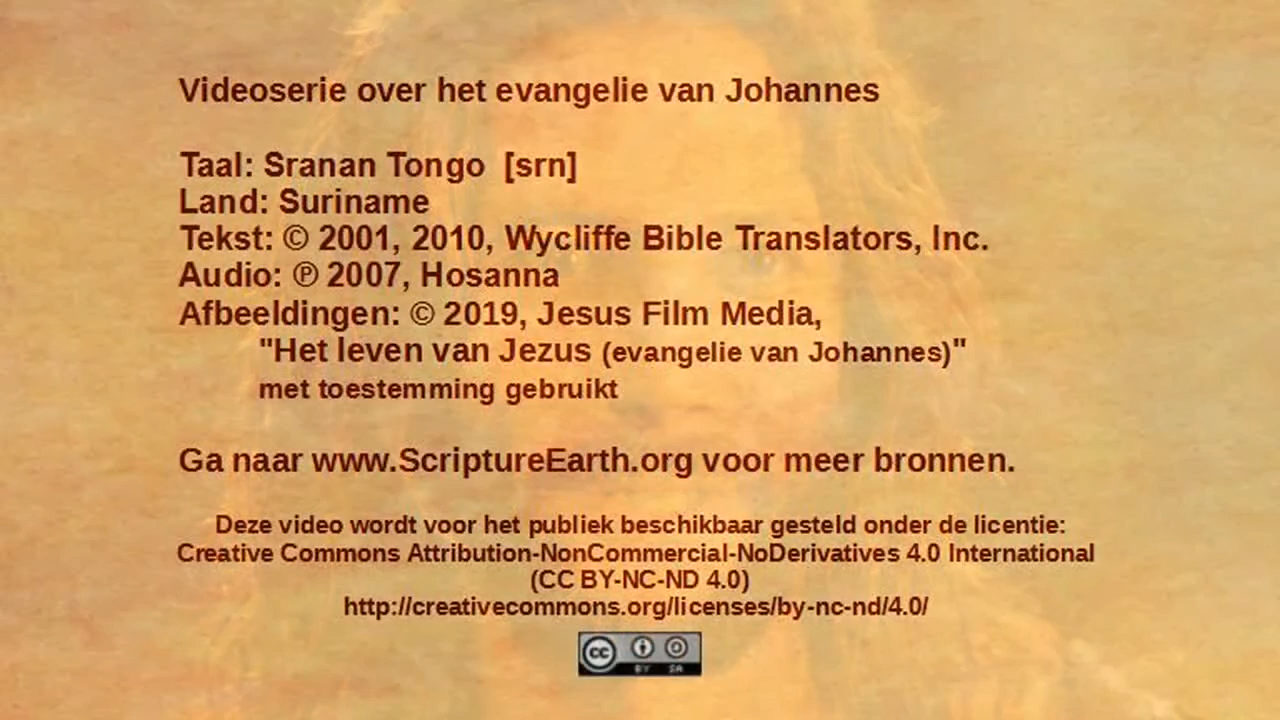 Videoserie over het evangelie van Johannes
Taal: Sranan Tongo [srn]
Land: Suriname
Tekst: © 2001, 2010, Wycliffe Bible Translators, Inc.
Audio: ℗ 2007, Hosanna
Afbeeldingen: © 2019, Jesus Film Media,
"Het leven van Jezus (evangelie van Johannes)"
met toestemming gebruikt
Ga naar www.ScriptureEarth.org voor meer bronnen.
Deze video wordt voor het publiek beschikbaar gesteld onder de licentie:
Creative Commons Attribution-NonCommercial-NoDerivatives 4.0 International
(CC BY-NC-ND 4.0)
http://creativecommons.org/licenses/by-nc-nd/4.0/
cc BY SA